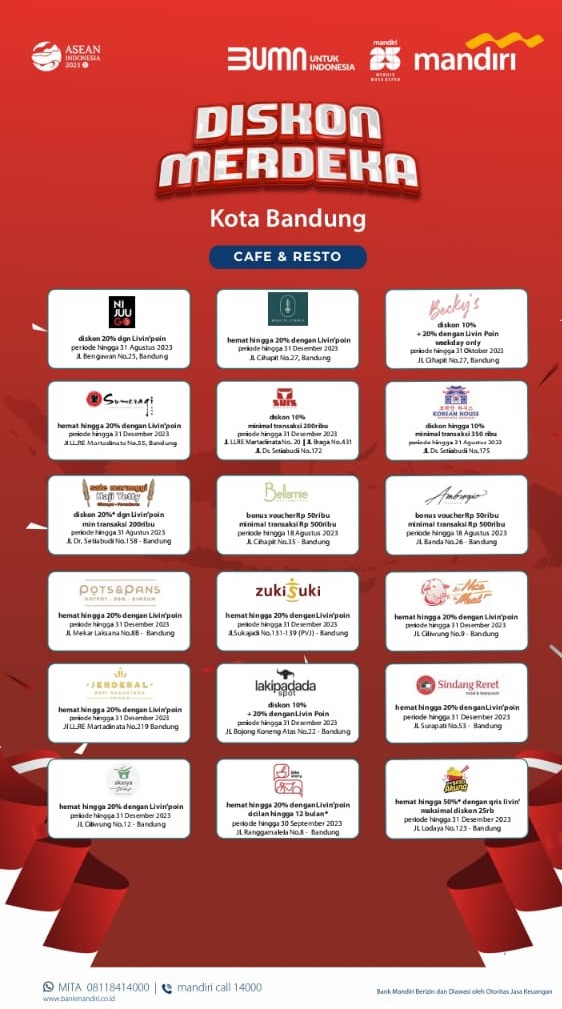 ASEAN
INDONESIA
2023
BUMN UNTUK
INDONESIA
mandiri
25
mandiri
DISKON
MERDEKA
Kota Bandung
CAFE & RESTO
NI
JUU
GO
diskon 20% dgn Livin'poin
periode hingga 31 Agustus 2023
Jl. Bengawan No.25, Bandung
hemat hingga 20% dengan Livin'poin
periode hingga 31 Desember 2023
Jl. Cihapit No.27, Bandung
Becky's
diskon 10%
+ 20% dengan Livin Poin
weekday only
periode hingga 31 Oktober 2023
Jl. Cihapit No.27, Bandung
Sumeragi
hemat hingga 20% dengan Livin'poin
periode hingga 31 Desember 2023
Jl LL.RE Martadinata No.55, Bandung
SUIS
diskon 10%
minimal transaksi 200ribu
periode hingga 31 Desember 2023
Jl. LLRE Martadinata No. 20 || Jl. Braga No.431
Jl. Dr. Setiabudi No.172
KOREAN HOUSE
diskon hingga 10%
minimal transaksi 350 ribu
periode hingga 31 Agustus 2023
Jl. Dr. Setiabudi No.175
sate maranggi
Haji Yetty
diskon 20%* dgn Livin'poin
min transaksi 200ribu
periode hingga 31 Agustus 2023
Jl. Dr. Setiabudi No.158 - Bandung
Bellamie
bonus voucher Rp 50ribu
minimal transaksi Rp 500ribu
periode hingga 18 Agustus 2023
Jl. Cihapit No.35 - Bandung
Ambrogio
bonus voucher Rp 50ribu
minimal transaksi Rp 500ribu
periode hingga 18 Agustus 2023
Jl. Banda No.26 - Bandung
POTS & PANS
HOTPOT · BBQ · DIMSUM
hemat hingga 20% dengan Livin'poin
periode hingga 31 Desember 2023
Jl. Mekar Laksana No.88 - Bandung
zukiSuki
hemat hingga 20% dengan Livin'poin
periode hingga 31 Desember 2023
Jl.Sukajadi No.131-139 (PVJ) - Bandung
Nice
Meat
hemat hingga 20% dengan Livin'poin
periode hingga 31 Desember 2023
Jl. Ciliwung No.9 - Bandung
JENDERAL
KOPI NUSANTARA
hemat hingga 20% dengan Livin'poin
periode hingga 31 Desember 2023
Jl LL.RE Martadinata No.219 Bandung
lakipadada
spot
diskon 10%
+ 20% dengan Livin Poin
periode hingga 31 Desember 2023
Jl. Bojong Koneng Atas No.22 - Bandung
Sindang Reret
Hotel & Restaurant
hemat hingga 20% dengan Livin'poin
periode hingga 31 Desember 2023
Jl. Surapati No.53 - Bandung
akasya
hemat hingga 20% dengan Livin'poin
periode hingga 31 Desember 2023
Jl. Ciliwung No.12 - Bandung
hemat hingga 20% dengan Livin'poin
dcilan hingga 12 bulan*
periode hingga 30 September 2023
Jl. Ranggamalela No.8 - Bandung
hemat hingga 50%* dengan qris livin'
maksimal diskon 25rb
periode hingga 31 Desember 2023
Jl. Lodaya No.123 - Bandung
MITA 08118414000 | mandiri call 14000
www.bankmandiri.co.id
Bank Mandiri Berizin dan Diawasi oleh Otoritas Jasa Keuangan